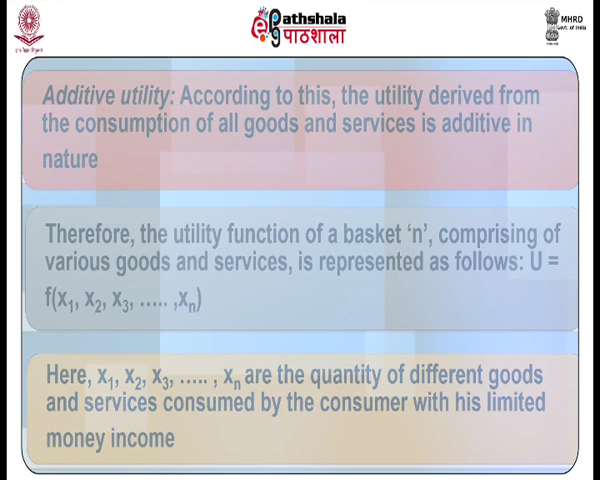 Pathshala
पाठशाला
MHRD
Govt. of India
Additive utility: According to this, the utility derived from
the consumption of all goods and services is additive in
nature
Therefore, the utility function of a basket ‘n’, comprising of
various goods and services, is represented as follows: U =
f(x₁, x₂, x₃, ….. ,xₙ)
Here, x₁, x₂, x₃, ….. , xₙ are the quantity of different goods
and services consumed by the consumer with his limited
money income